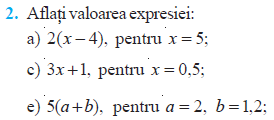 2. Aflați valoarea expresiei:
a) 2(x – 4), pentru x = 5;
c) 3x + 1, pentru x = 0,5;
e) 5(a + b), pentru a = 2, b = 1,2;